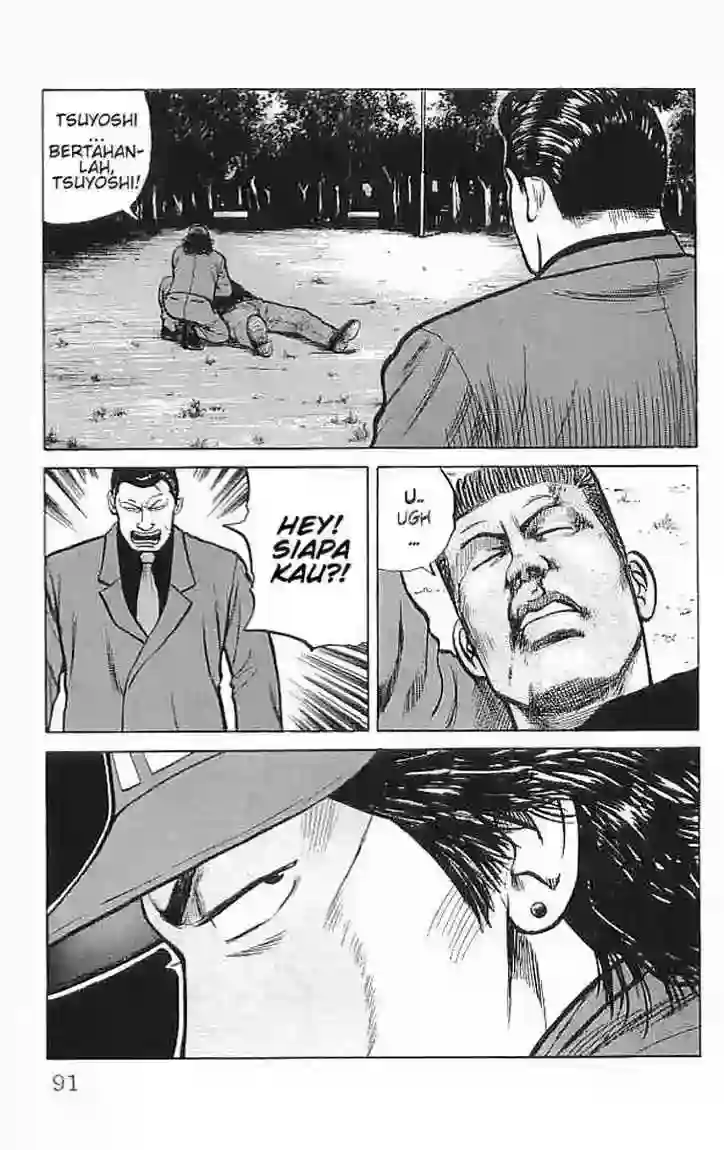 TSUYOSHI
...
BERTAHAN-
LAH,
TSUYOSHI!
U..
UGH
...
HEY!
SIAPA
KAU?!
91